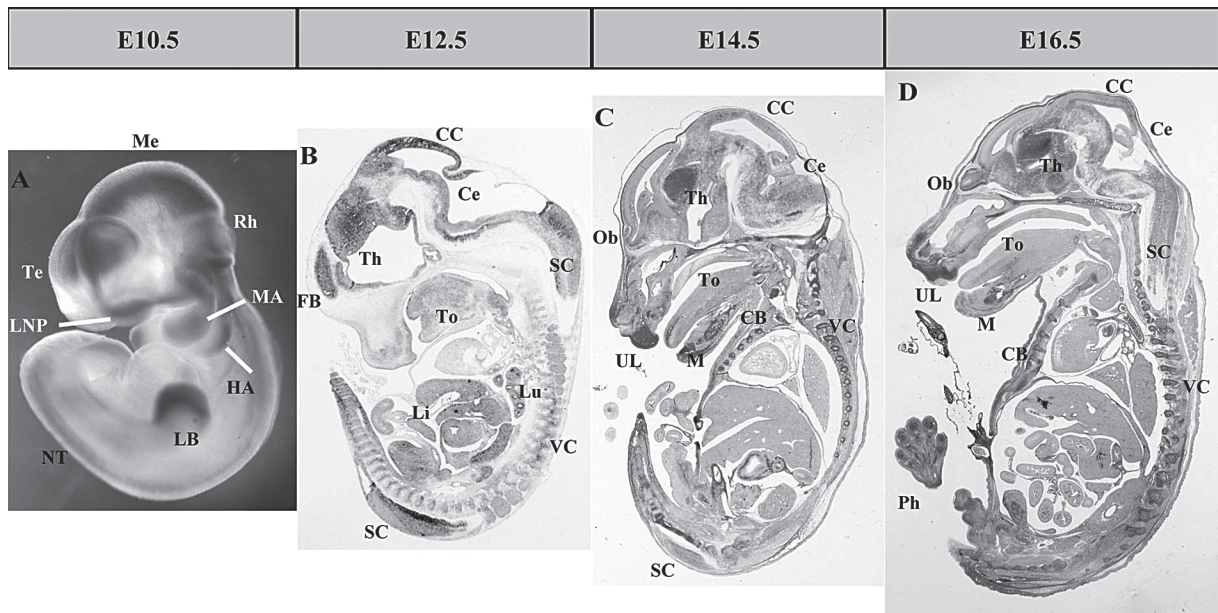 E10.5 E12.5 E14.5 E16.5
A
Me
Rh
Te
MA
LNP
HA
LB
NT
B
CC
Ce
Th
SC
FB
To
Lu
Li
VC
SC
C
CC
Ce
Th
Ob
To
CB
VC
UL
M
SC
D
CC
Ce
Th
Ob
To
SC
UL
M
CB
VC
Ph